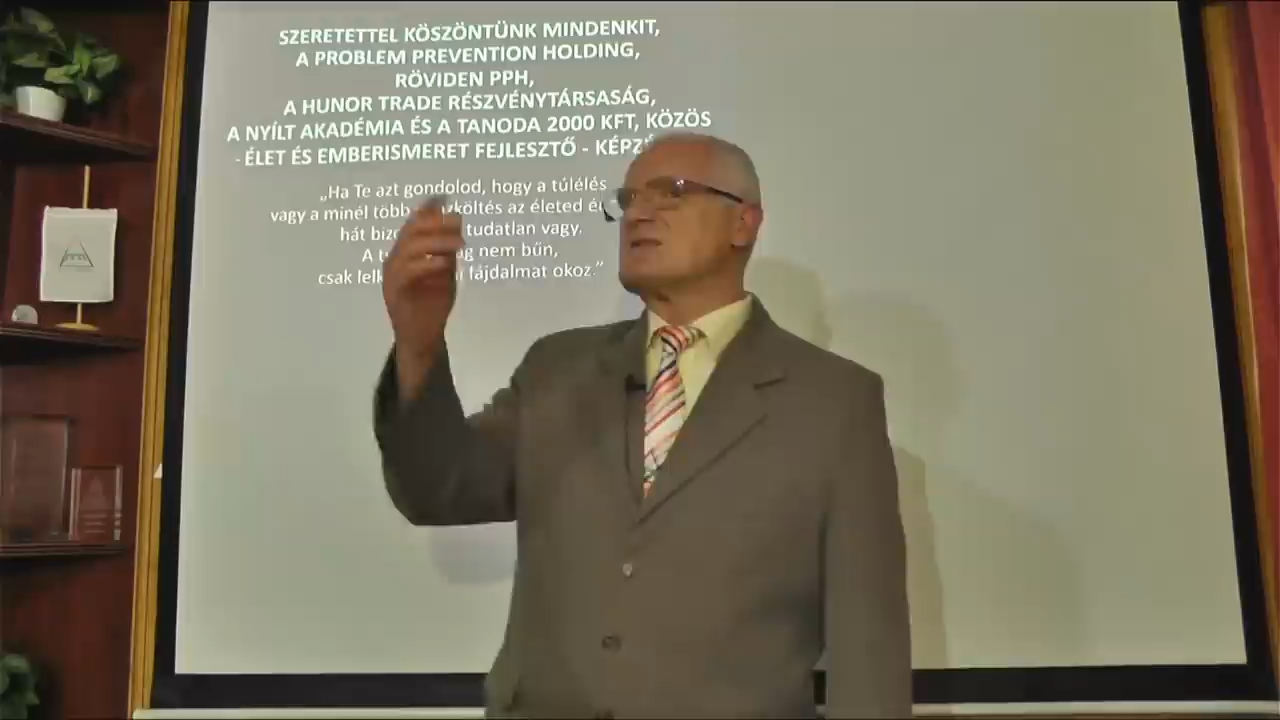 SZERETETTEL KÖSZÖNTÜNK MINDENKIT,
A PROBLEM PREVENTION HOLDING,
RÖVIDEN PPH,
A HUNOR TRADE RÉSZVÉNYTÁRSASÁG,
A NYÍLT AKADÉMIA ÉS A TANODA 2000 KFT, KÖZÖS
- ÉLET ÉS EMBERISMERET FEJLESZTŐ -
„Ha Te azt gondolod, hogy a túlélés
vagy a minél több az életed
hát tudatlan vagy.
A nem bűn,
csak fájdalmat okoz.”